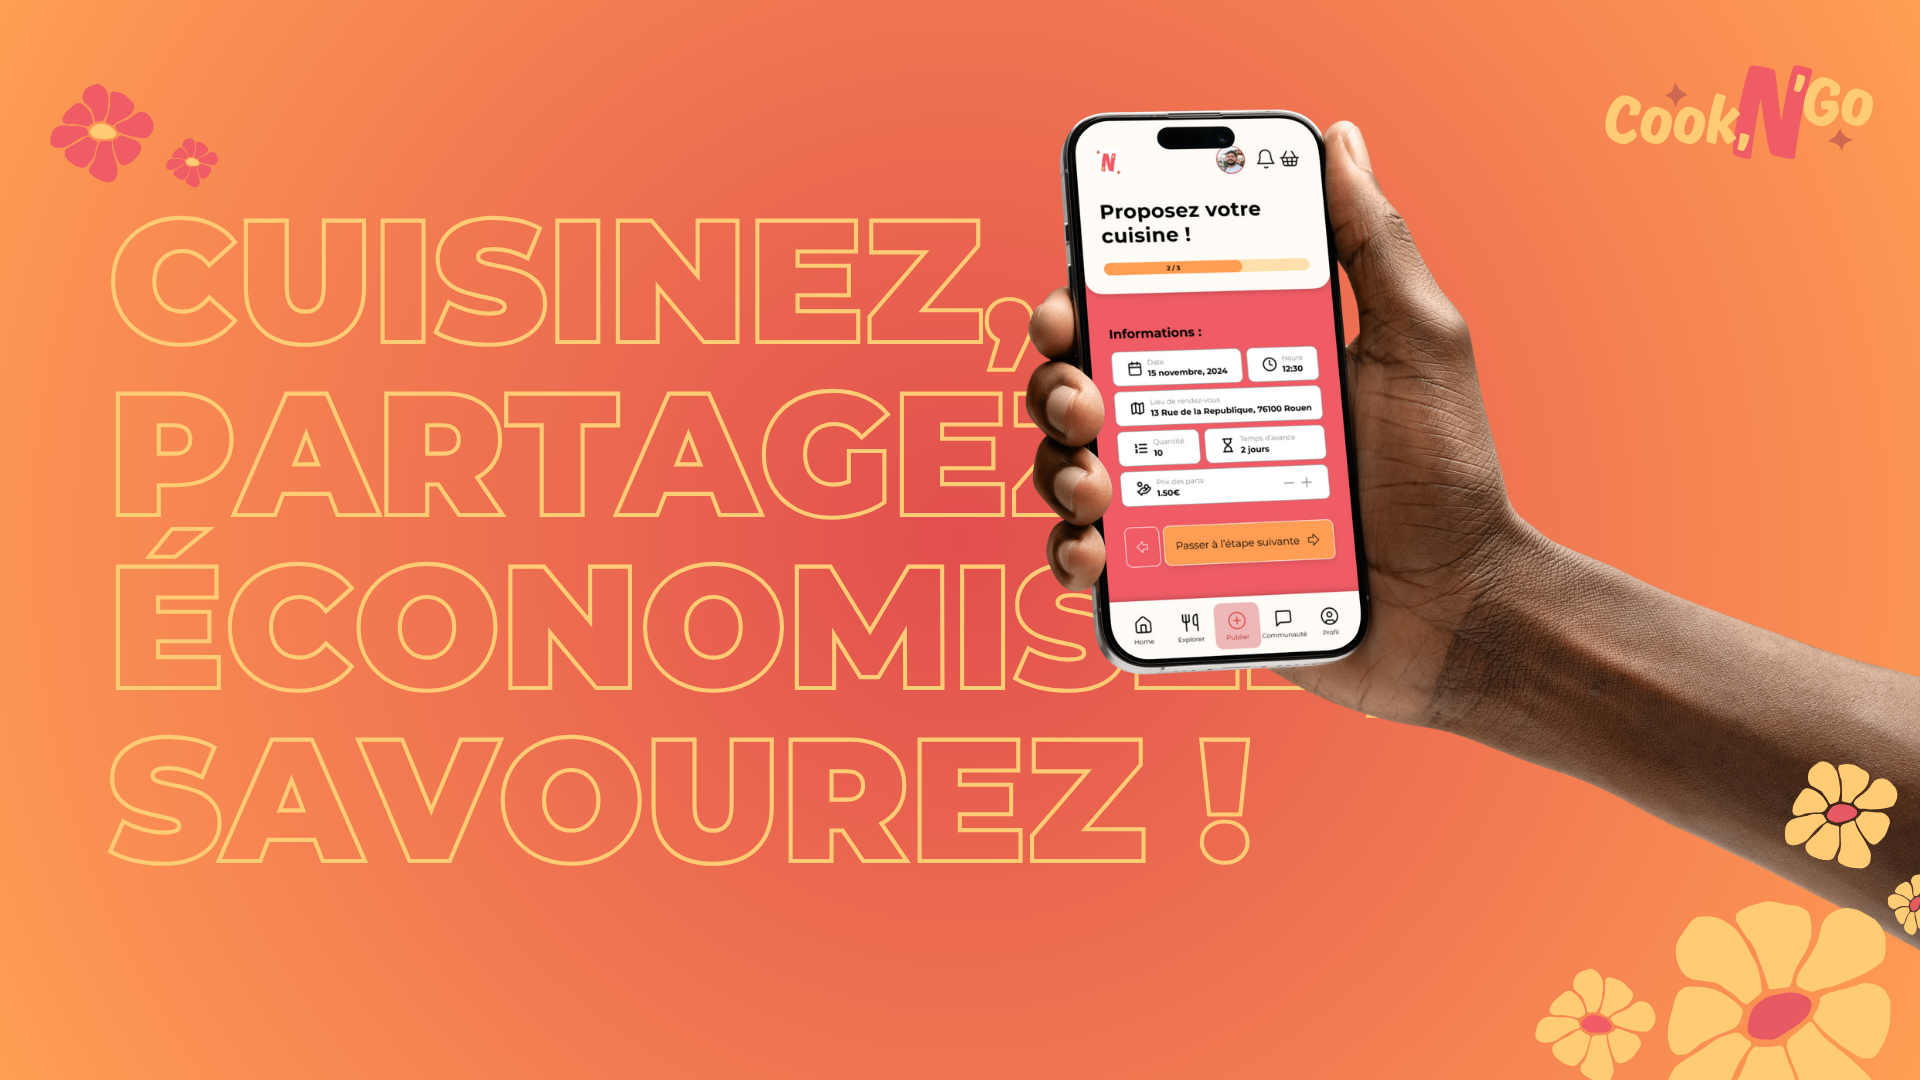 Cook,N'Go
CUISINEZ,
PARTAGEZ
ÉCONOMISEZ
SAVOUREZ !
N
Proposez votre
cuisine !
2 / 3
Informations :
Date
15 novembre, 2024
Heure
12:30
Lieu de rendez-vous
13 Rue de la Republique, 76100 Rouen
Quantité
10
Temps d'avance
2 jours
Prix des parts
1.50€
Passer à l'étape suivante
Home
Explorer
Publier
Communauté
Profil